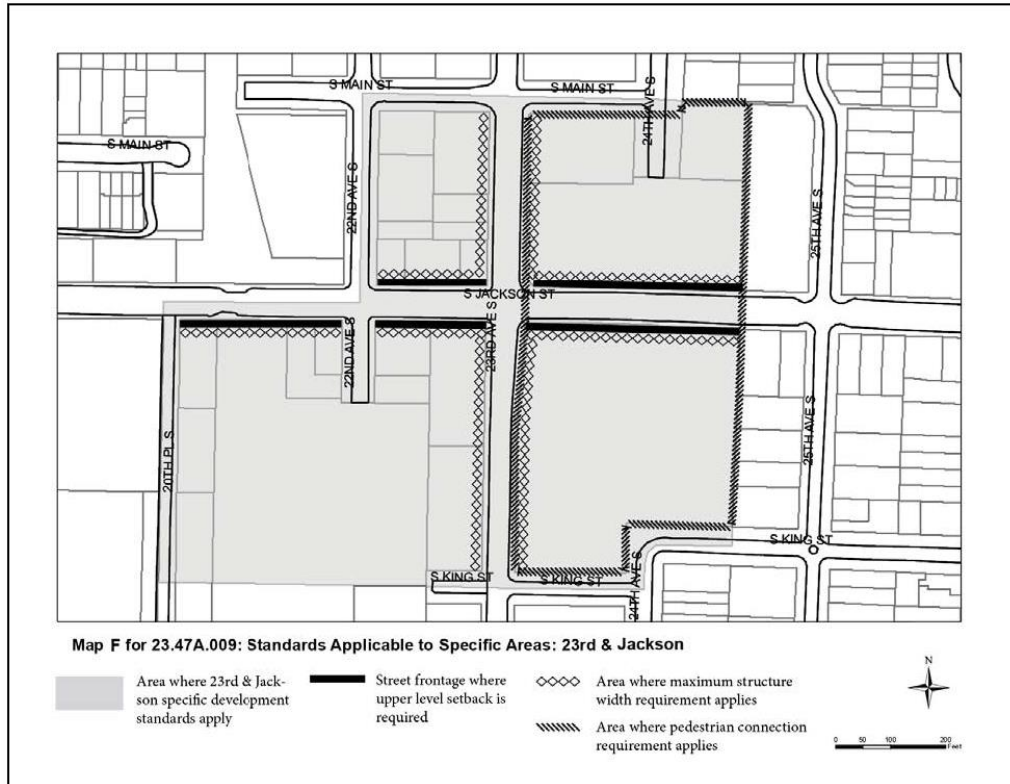 S MAIN ST
S MAIN ST
24TH AVE S
S MAIN ST
22ND AVE S
25TH AVE S
S JACKSON ST
23RD AVE S
22ND AVE S
25TH AVE S
20TH PL S
S KING ST
S KING ST
S KING ST
24TH AVE S
Map F for 23.47A.009: Standards Applicable to Specific Areas: 23rd & Jackson
Area where 23rd & Jack-
son specific development
standards apply
Street frontage where
upper level setback is
required
Area where maximum structure
width requirement applies
Area where pedestrian connection
requirement applies
N
0 50 100 200
Feet